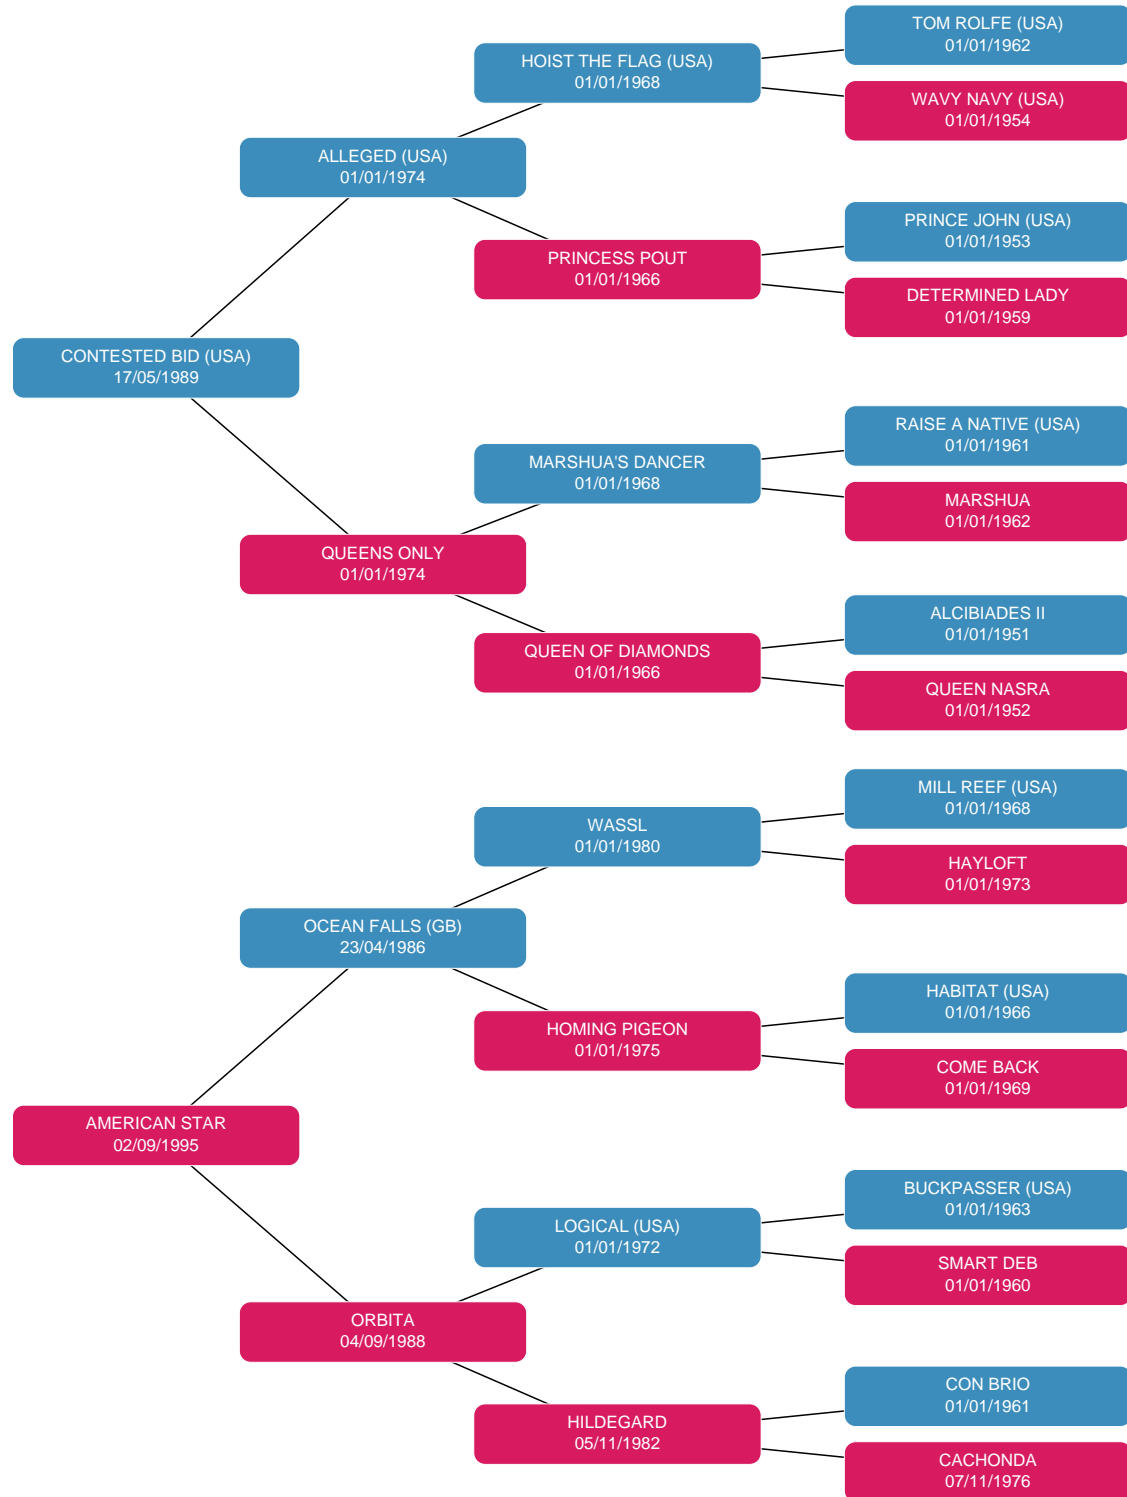 TOM ROLFE (USA)
01/01/1962
HOIST THE FLAG (USA)
01/01/1968
WAVY NAVY (USA)
01/01/1954
ALLEGED (USA)
01/01/1974
PRINCE JOHN (USA)
01/01/1953
PRINCESS POUT
01/01/1966
DETERMINED LADY
01/01/1959
CONTESTED BID (USA)
17/05/1989
RAISE A NATIVE (USA)
01/01/1961
MARSHUA'S DANCER
01/01/1968
MARSHUA
01/01/1962
QUEENS ONLY
01/01/1974
ALCIBIADES II
01/01/1951
QUEEN OF DIAMONDS
01/01/1966
QUEEN NASRA
01/01/1952
MILL REEF (USA)
01/01/1968
WASSL
01/01/1980
HAYLOFT
01/01/1973
OCEAN FALLS (GB)
23/04/1986
HABITAT (USA)
01/01/1966
HOMING PIGEON
01/01/1975
COME BACK
01/01/1969
AMERICAN STAR
02/09/1995
BUCKPASSER (USA)
01/01/1963
LOGICAL (USA)
01/01/1972
SMART DEB
01/01/1960
ORBITA
04/09/1988
CON BRIO
01/01/1961
HILDEGARD
05/11/1982
CACHONDA
07/11/1976